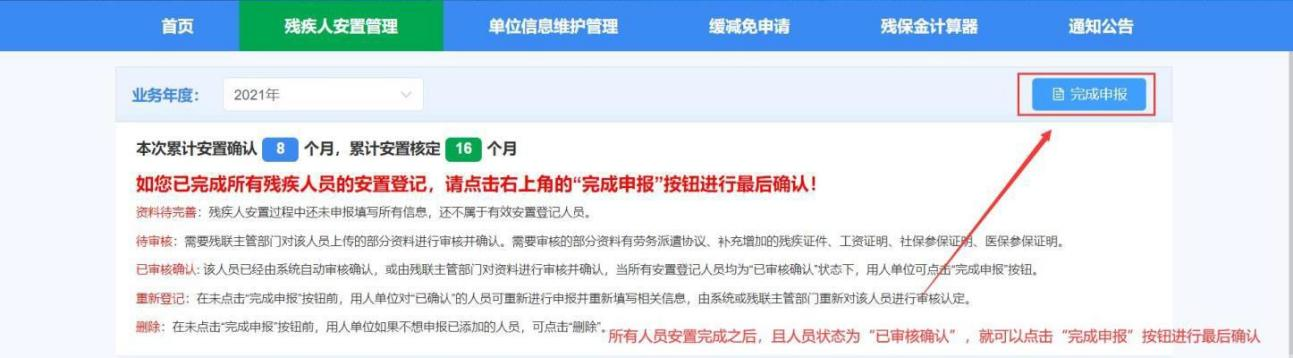 首页 残疾人安置管理 单位信息维护管理 缓减免申请 残保金计算器 通知公告
业务年度： 2021年 完成申报
本次累计安置确认 8 个月，累计安置核定 16 个月
如您已完成所有残疾人员的安置登记，请点击右上角的“完成申报”按钮进行最后确认！
资料待完善：残疾人安置过程中还未申报填写所有信息，还不属于有效安置登记人员。
待审核：需要残联主管部门对该人员上传的部分资料进行审核并确认。需要审核的部分资料有劳务派遣协议、补充增加的残疾证件、工资证明、社保参保证明、医保参保证明。
已审核确认：该人员已经由系统自动审核确认，或由残联主管部门对资料进行审核并确认，当所有安置登记人员均为“已审核确认”状态下，用人单位可点击“完成申报”按钮。
重新登记：在未点击“完成申报”按钮前，用人单位对“已确认”的人员可重新进行申报并重新填写相关信息，由系统或残联主管部门重新对该人员进行审核认定。
删除：在未点击“完成申报”按钮前，用人单位如果不想申报已添加的人员，可点击“删除”。
所有人员安置完成之后，且人员状态为“已审核确认”，就可以点击“完成申报”按钮进行最后确认